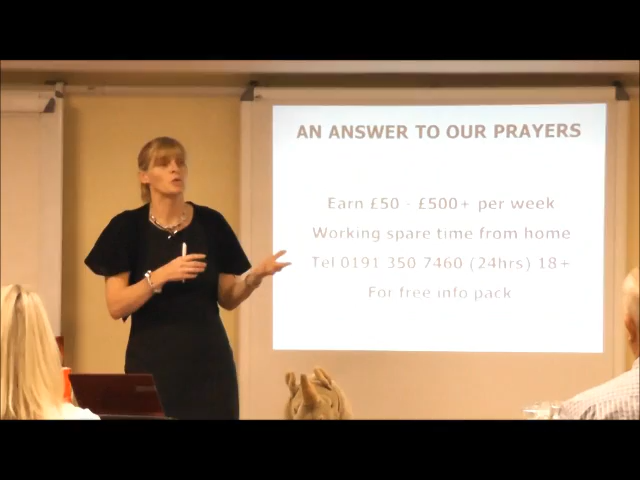 AN ANSWER TO OUR PRAYERS
Earn £50 - £500+ per week
Working spare time from home
Tel 0191 350 7460 (24hrs) 18+
For free info pack